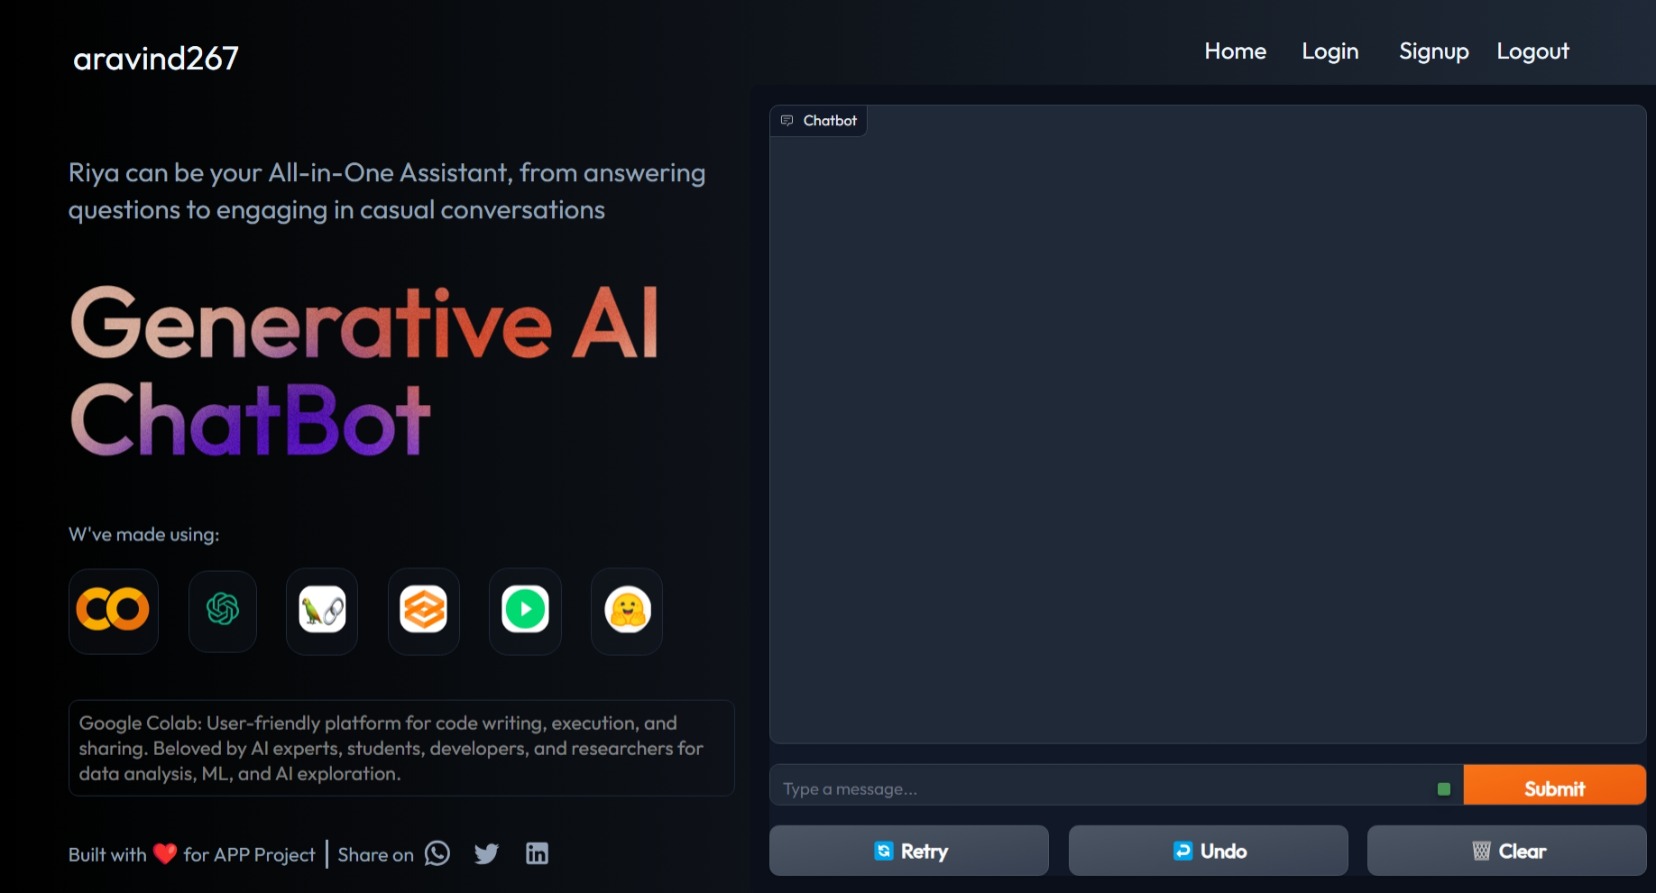 aravind267
Home Login Signup Logout
Riya can be your All-in-One Assistant, from answering
questions to engaging in casual conversations
Generative AI
ChatBot
W've made using:
Google Colab: User-friendly platform for code writing, execution, and
sharing. Beloved by AI experts, students, developers, and researchers for
data analysis, ML, and AI exploration.
Built with ❤️ for APP Project | Share on
Chatbot
Type a message...
Submit
Retry
Undo
Clear